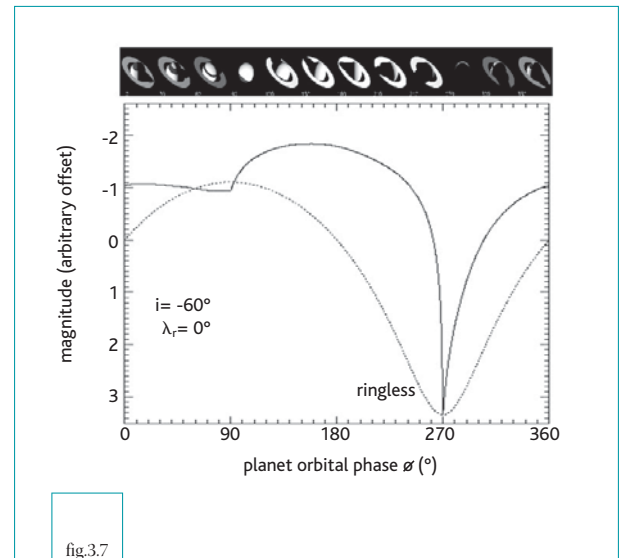 -2
-1
0
1
2
3
magnitude (arbitrary offset)
i= -60°
λr= 0°
ringless
0 90 180 270 360
planet orbital phase ø (°)
fig.3.7